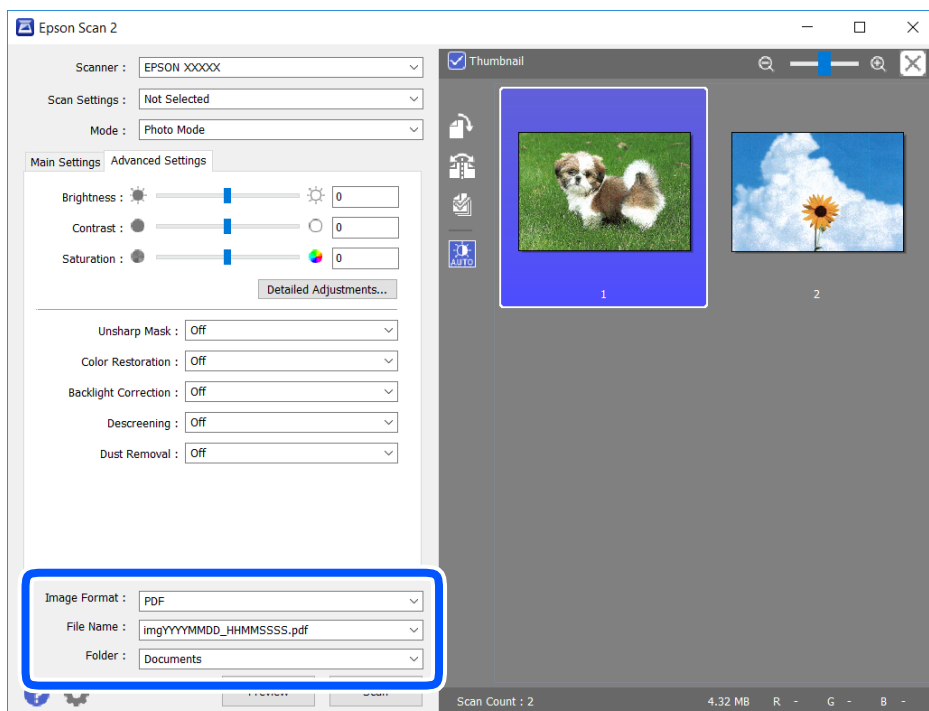 Epson Scan 2
Scanner : EPSON XXXXX
Scan Settings : Not Selected
Mode : Photo Mode
Main Settings Advanced Settings
Brightness : 0
Contrast : 0
Saturation : 0
Detailed Adjustments...
Unsharp Mask : Off
Color Restoration : Off
Backlight Correction : Off
Descreening : Off
Dust Removal : Off
Image Format : PDF
File Name : imgYYYYMMDD_HHMMSSSS.pdf
Folder : Documents
Preview Scan
Thumbnail
AUTO
1 2
Scan Count : 2 4.32 MB R - G - B -